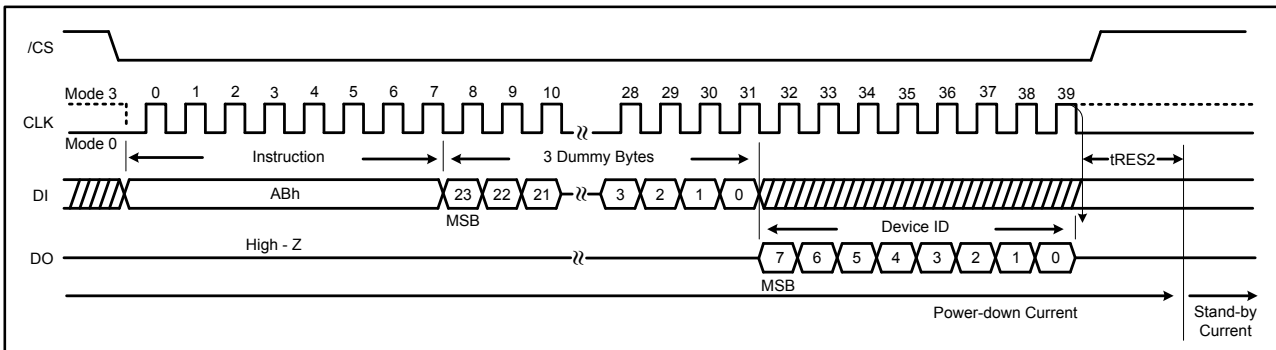 /CS
Mode 3 0 1 2 3 4 5 6 7 8 9 10 28 29 30 31 32 33 34 35 36 37 38 39
CLK
Mode 0
Instruction 3 Dummy Bytes tRES2
DI ABh 23 22 21 3 2 1 0
MSB
High - Z Device ID
DO 7 6 5 4 3 2 1 0
MSB
Power-down Current Stand-by
Current